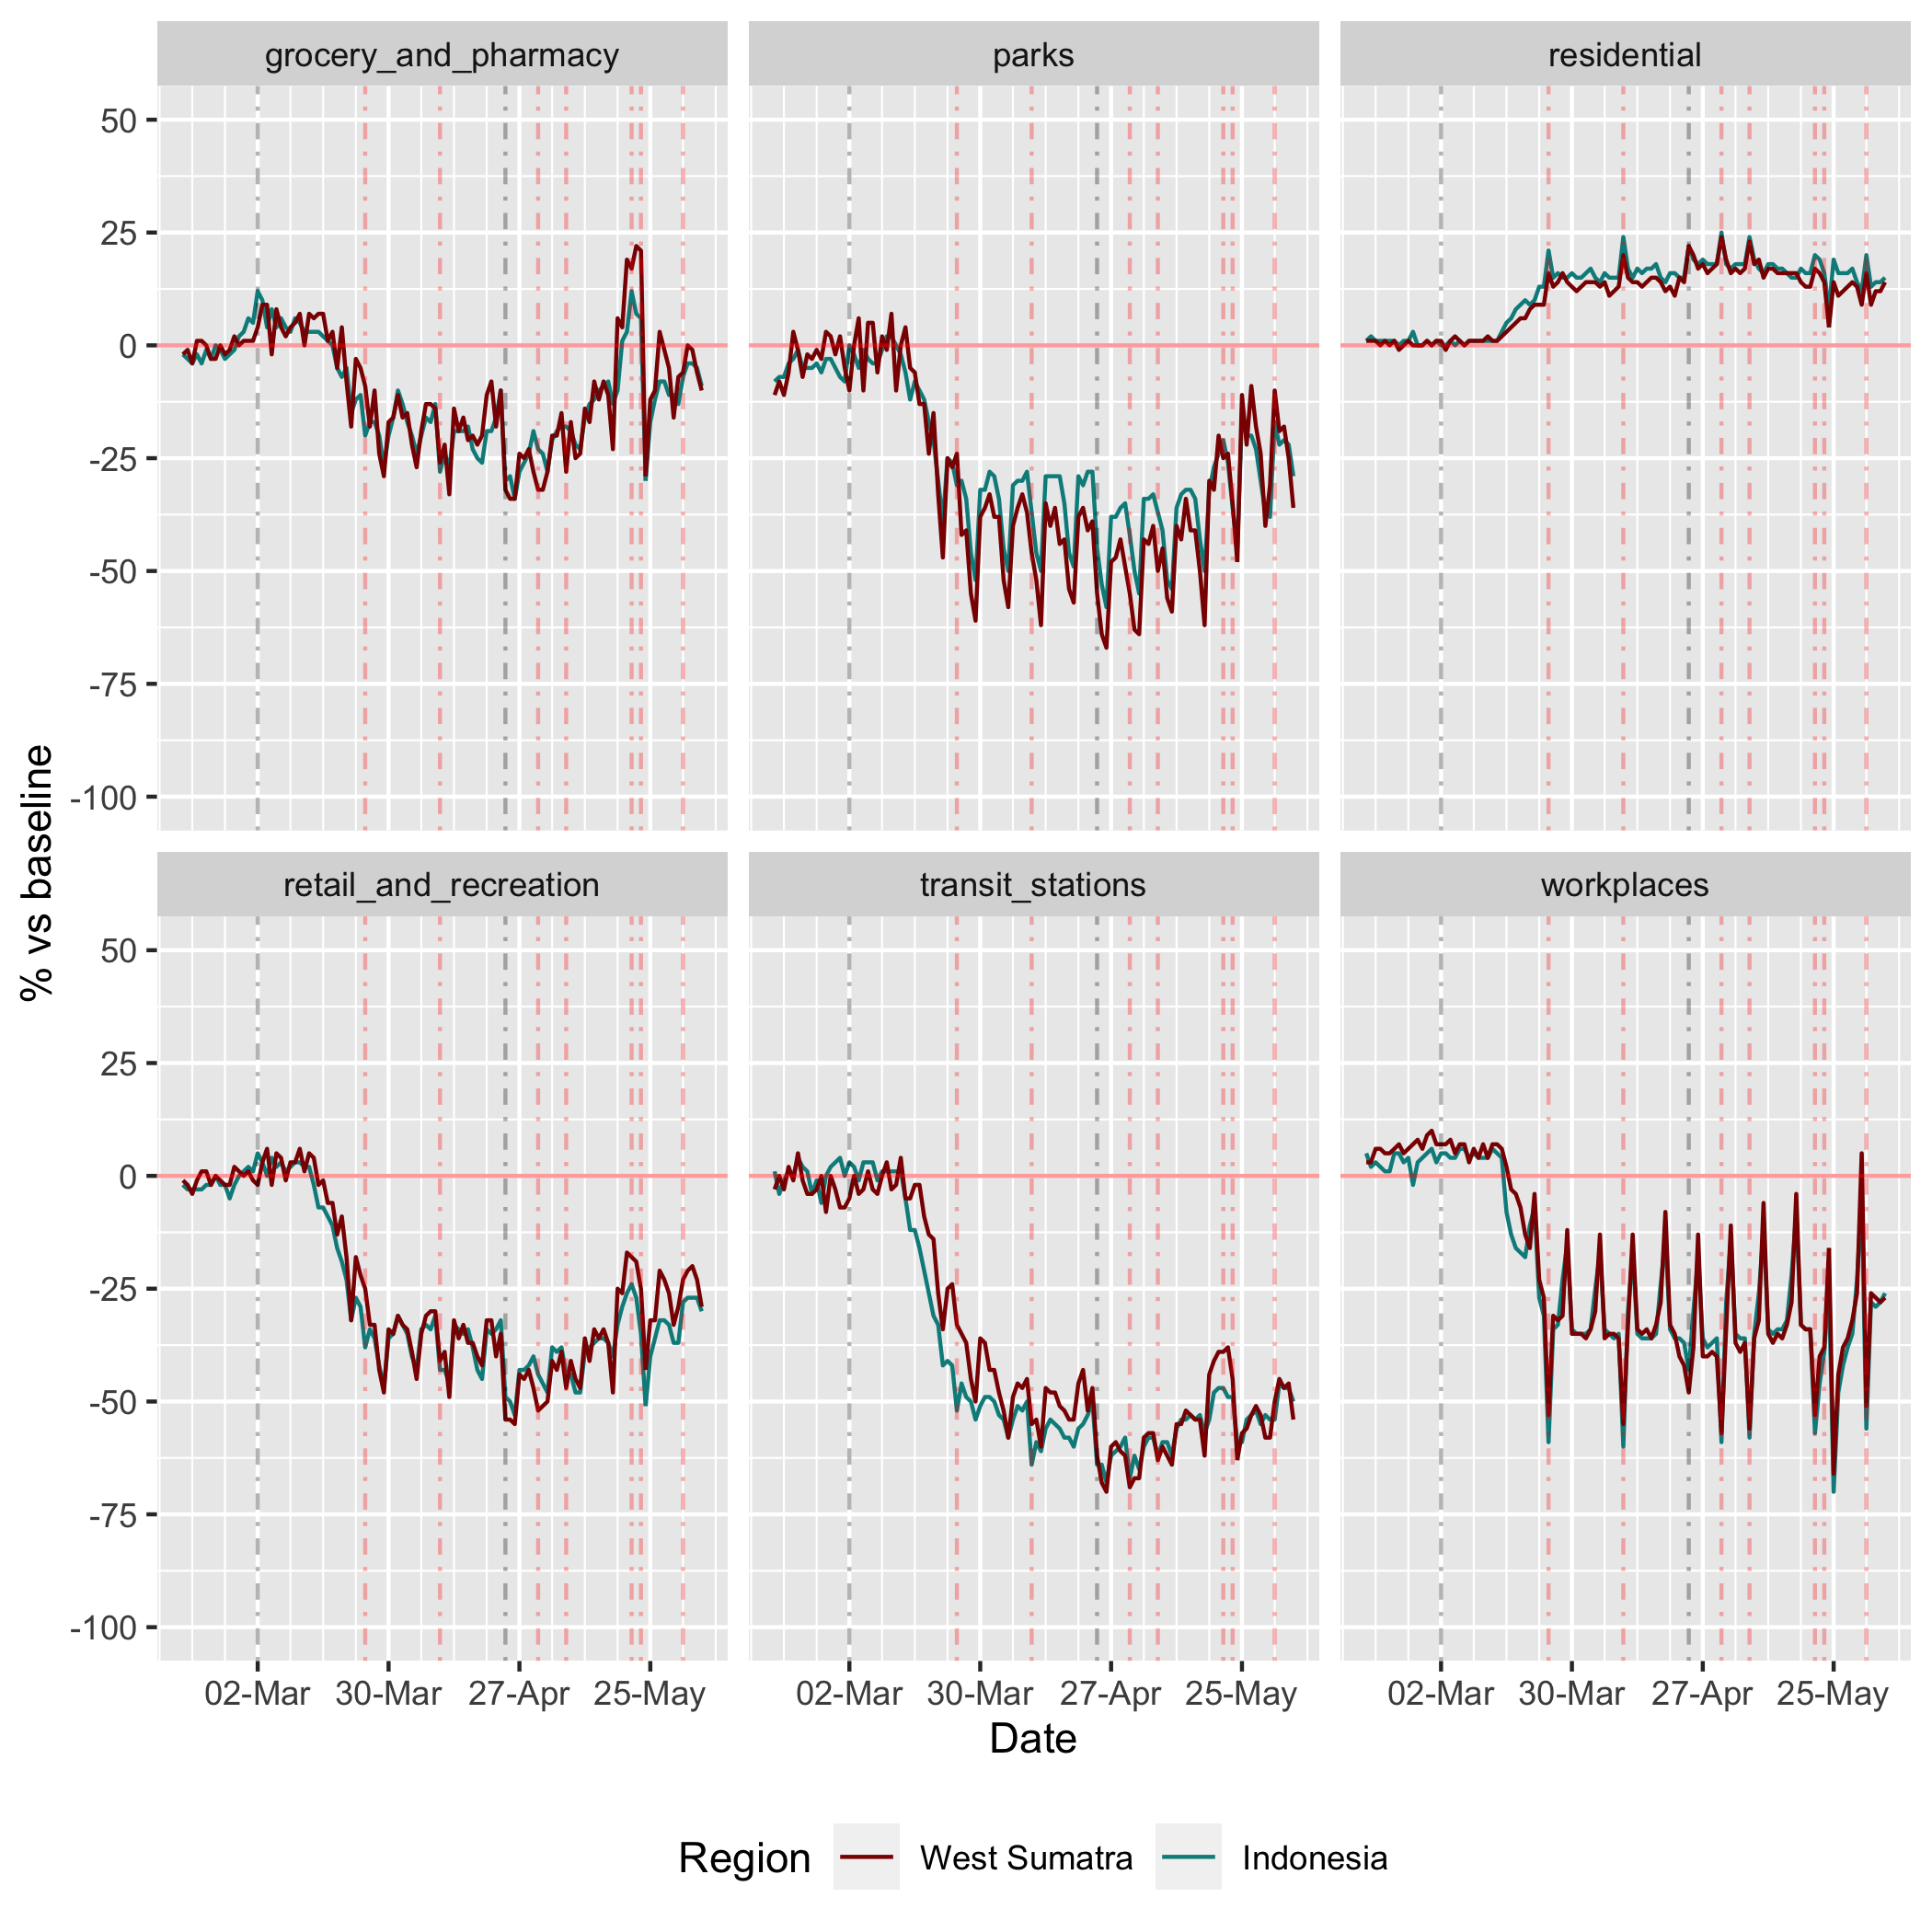 grocery_and_pharmacy
parks
residential
50
25
0
-25
-50
-75
-100
% vs baseline
retail_and_recreation
transit_stations
workplaces
50
25
0
-25
-50
-75
-100
02-Mar 30-Mar 27-Apr 25-May
02-Mar 30-Mar 27-Apr 25-May
02-Mar 30-Mar 27-Apr 25-May
Date
Region West Sumatra Indonesia